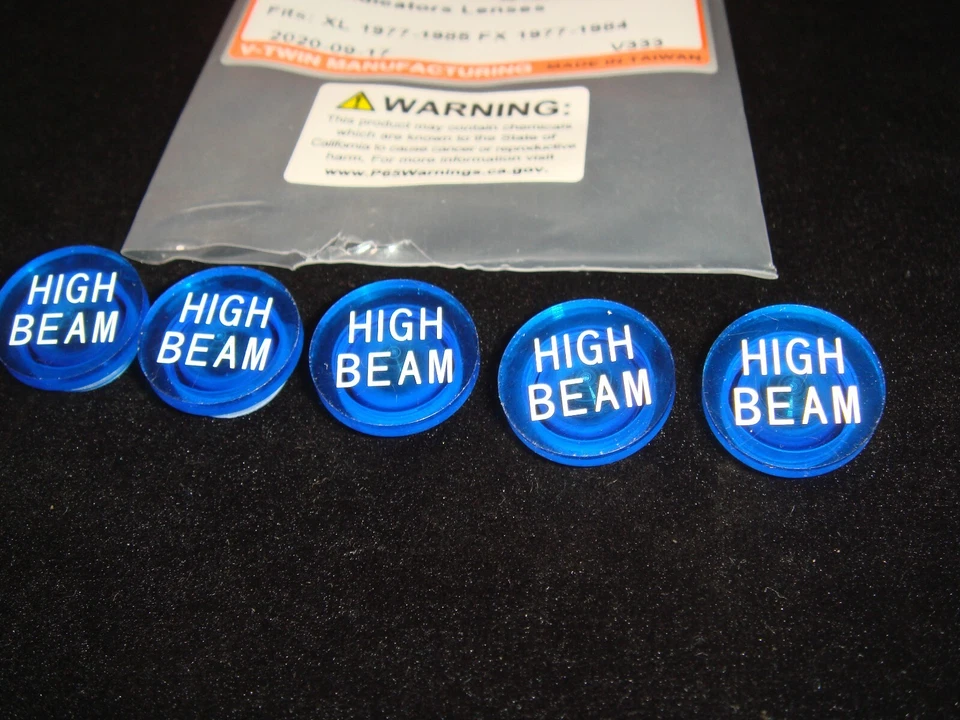 Indicators Lenses
Fits: XL 1977-1985 FX 1977-1984
2020-09-17 V333
V-TWIN MANUFACTURING MADE IN TAIWAN
WARNING:
This product may contain chemicals
which are known to the State of
California to cause cancer or reproductive
harm. For more information visit
www.P65Warnings.ca.gov.
HIGH
BEAM
HIGH
BEAM
HIGH
BEAM
HIGH
BEAM
HIGH
BEAM